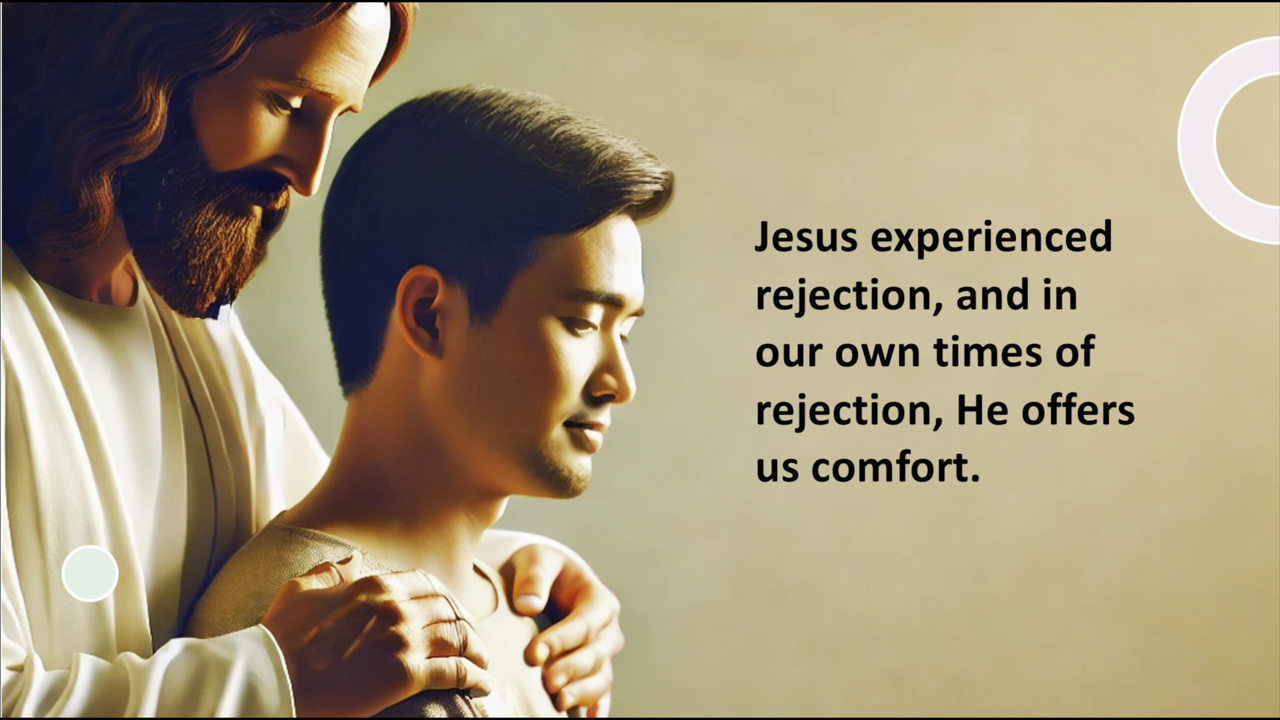 Jesus experienced
rejection, and in
our own times of
rejection, He offers
us comfort.